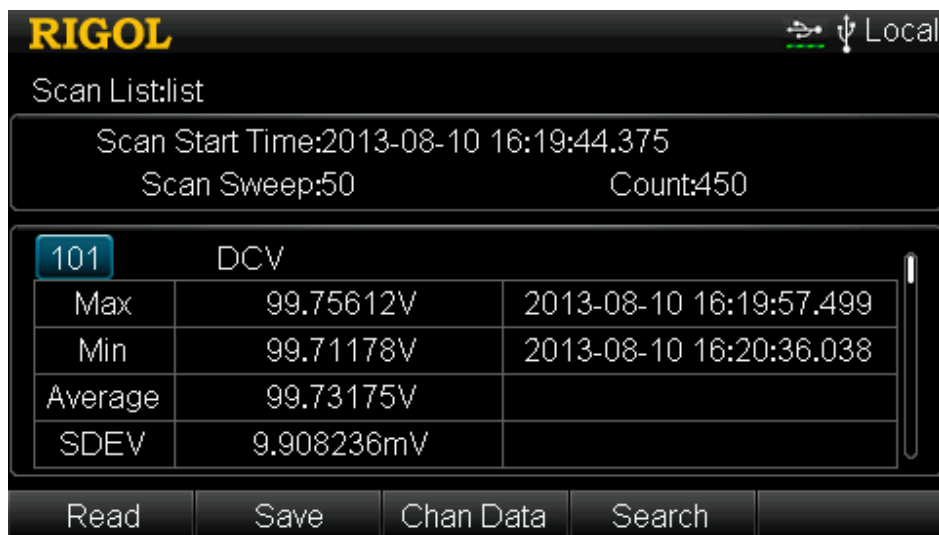 RIGOL Local
Scan List:list
Scan Start Time:2013-08-10 16:19:44.375
Scan Sweep:50 Count:450
101 DCV
Max 99.75612V 2013-08-10 16:19:57.499
Min 99.71178V 2013-08-10 16:20:36.038
Average 99.73175V
SDEV 9.908236mV
Read Save Chan Data Search